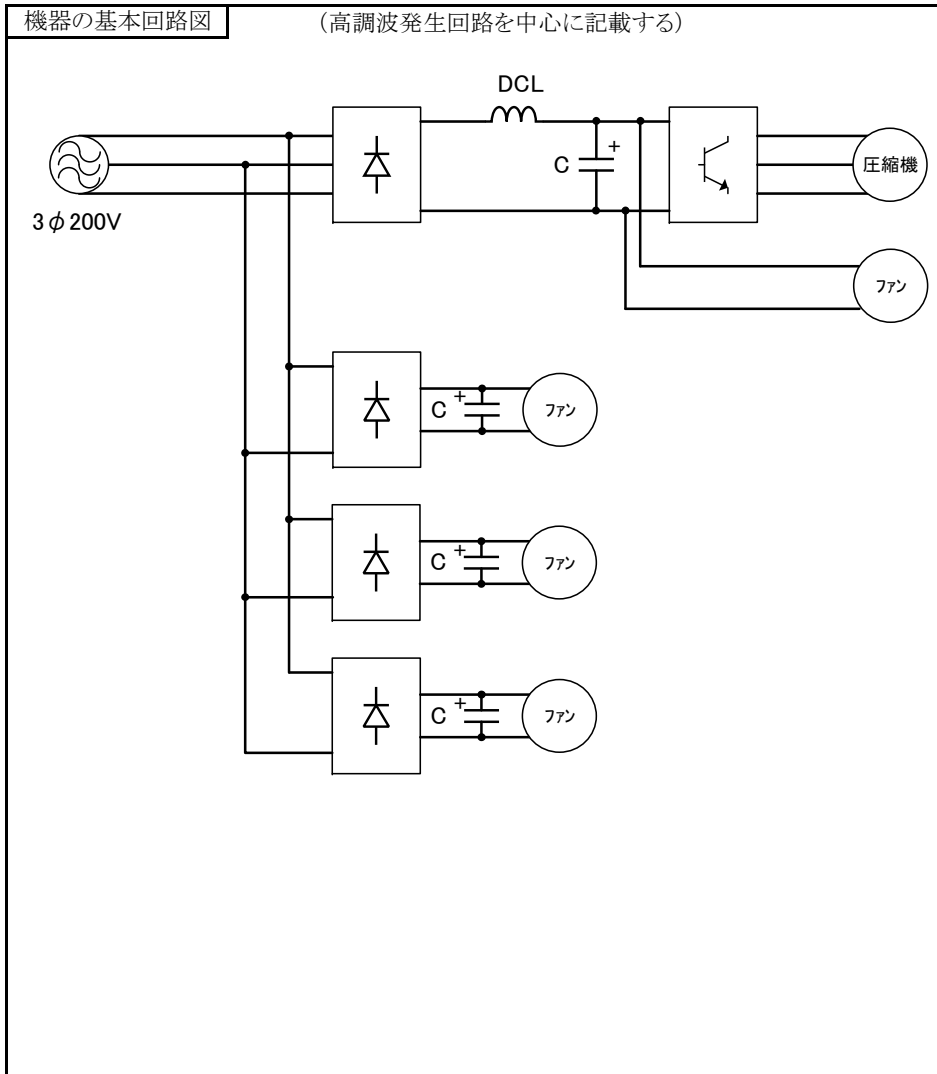 機器の基本回路図
(高調波発生回路を中心に記載する)
DCL
C
+
圧縮機
3φ200V
ファン
C
+
ファン
C
+
ファン
C
+
ファン